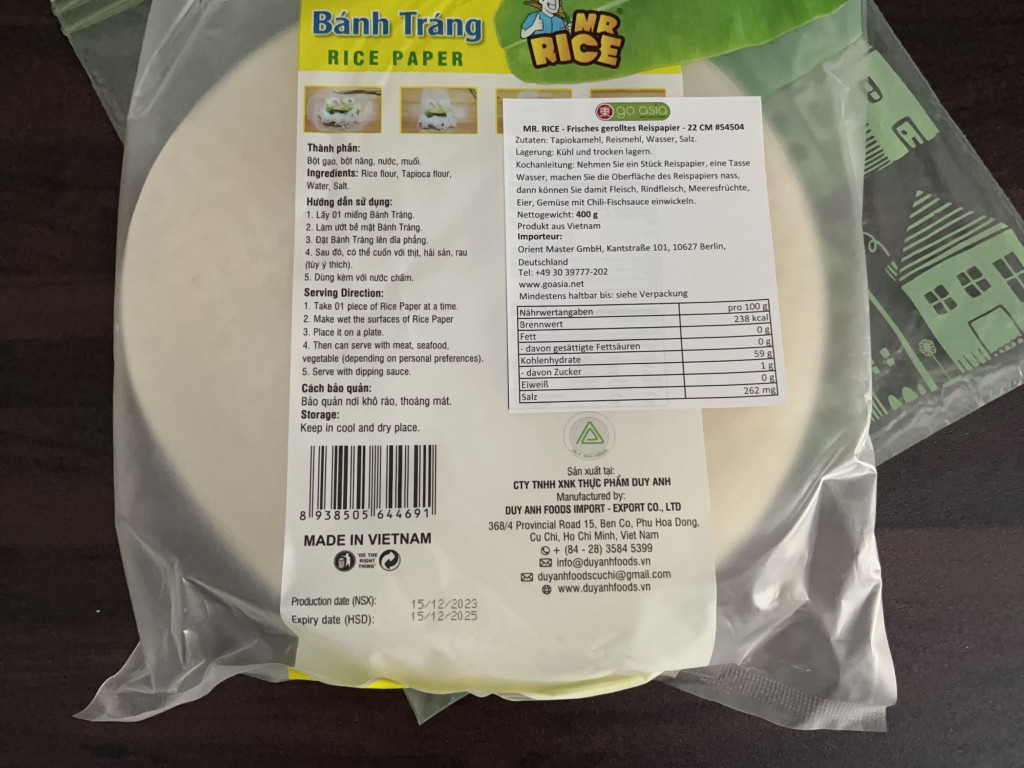 Bánh Tráng
RICE PAPER
MR
RICE
Thành phần:
Bột gạo, bột năng, nước, muối.
Ingredients: Rice flour, Tapioca flour,
Water, Salt.
Hướng dẫn sử dụng:
1. Lấy 01 miếng Bánh Tráng.
2. Làm ướt bề mặt Bánh Tráng.
3. Đặt Bánh Tráng lên dĩa phẳng.
4. Sau đó, có thể cuốn với thịt, hải sản, rau
(tùy ý thích).
5. Dùng kèm với nước chấm.
Serving Direction:
1. Take 01 piece of Rice Paper at a time.
2. Make wet the surfaces of Rice Paper
3. Place it on a plate.
4. Then can serve with meat, seafood,
vegetable (depending on personal preferences).
5. Serve with dipping sauce.
Cách bảo quản:
Bảo quản nơi khô ráo, thoáng mát.
Storage:
Keep in cool and dry place.
8 938505 644691
MADE IN VIETNAM
'DO THE
RIGHT
THING'
Production date (NSX): 15/12/2023
Expiry date (HSD): 15/12/2025
go asia
MR. RICE - Frisches gerolltes Reispapier - 22 CM #54504
Zutaten: Tapiokamehl, Reismehl, Wasser, Salz.
Lagerung: Kühl und trocken lagern.
Kochanleitung: Nehmen Sie ein Stück Reispapier, eine Tasse
Wasser, machen Sie die Oberfläche des Reispapiers nass,
dann können Sie damit Fleisch, Rindfleisch, Meeresfrüchte,
Eier, Gemüse mit Chili-Fischsauce einwickeln.
Nettogewicht: 400 g
Produkt aus Vietnam
Importeur:
Orient Master GmbH, Kantstraße 101, 10627 Berlin,
Deutschland
Tel: +49 30 39777-202
www.goasia.net
Mindestens haltbar bis: siehe Verpackung
Nährwertangaben pro 100 g
Brennwert 238 kcal
Fett 0 g
- davon gesättigte Fettsäuren 0 g
Kohlenhydrate 59 g
- davon Zucker 1 g
Eiweiß 0 g
Salz 262 mg
Sản xuất tại:
CTY TNHH XNK THỰC PHẨM DUY ANH
Manufactured by:
DUY ANH FOODS IMPORT - EXPORT CO., LTD
368/4 Provincial Road 15, Ben Co, Phu Hoa Dong,
Cu Chi, Ho Chi Minh, Viet Nam
+ (84 - 28) 3584 5399
info@duyanhfoods.vn
duyanhfoodscuchi@gmail.com
www.duyanhfoods.vn